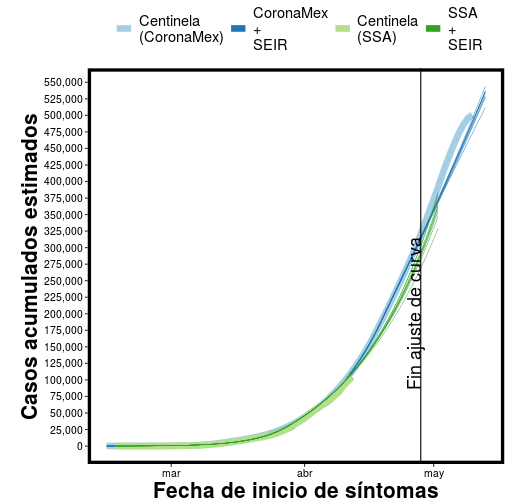 Centinela
(CoronaMex)
CoronaMex
+
SEIR
Centinela
(SSA)
SSA
+
SEIR
Casos acumulados estimados
550,000
525,000
500,000
475,000
450,000
425,000
400,000
375,000
350,000
325,000
300,000
275,000
250,000
225,000
200,000
175,000
150,000
125,000
100,000
75,000
50,000
25,000
0
Fin ajuste de curva
mar
abr
may
Fecha de inicio de síntomas